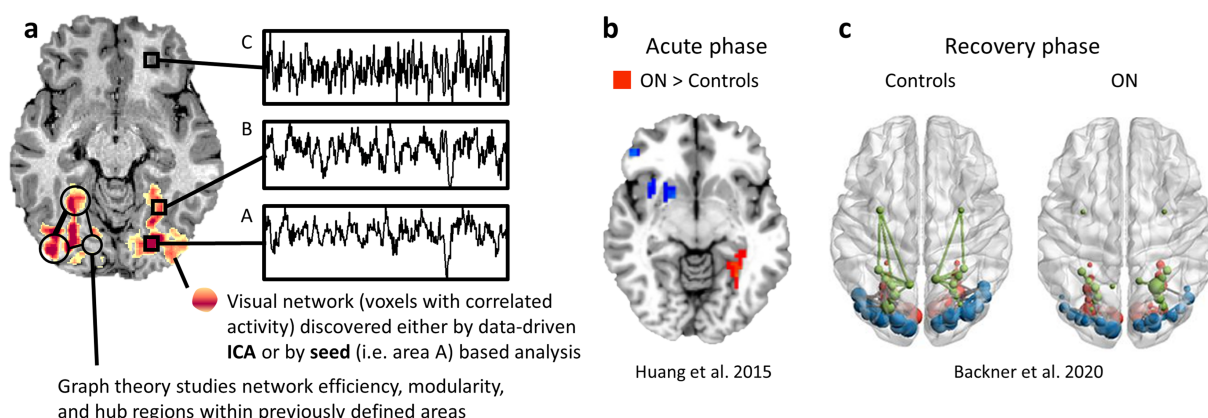 a
C
B
A
Visual network (voxels with correlated
activity) discovered either by data-driven
ICA or by seed (i.e. area A) based analysis
Graph theory studies network efficiency, modularity,
and hub regions within previously defined areas
b
Acute phase
ON > Controls
Huang et al. 2015
c
Recovery phase
Controls
ON
Backner et al. 2020